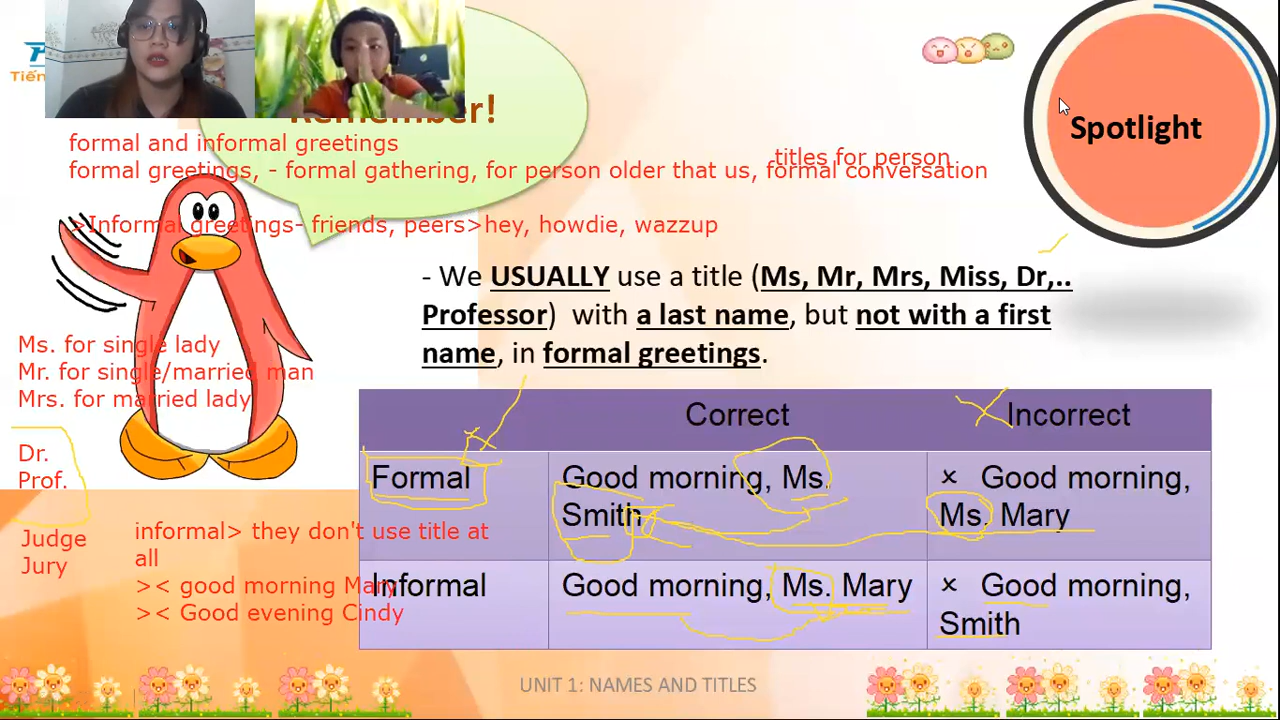 Tiến
Remember!
Spotlight
formal and informal greetings
titles for person
formal greetings, - formal gathering, for person older that us, formal conversation
>Informal greetings- friends, peers>hey, howdie, wazzup
- We USUALLY use a title (Ms, Mr, Mrs, Miss, Dr,..
Professor) with a last name, but not with a first
name, in formal greetings.
Ms. for single lady
Mr. for single/married man
Mrs. for married lady
Dr.
Prof.
Judge
Jury
informal> they don't use title at
all
>< good morning Mary
>< Good evening Cindy
Correct
Incorrect
Formal
Good morning, Ms.
Smith
× Good morning,
Ms. Mary
Informal
Good morning, Ms. Mary
× Good morning,
Smith
UNIT 1: NAMES AND TITLES